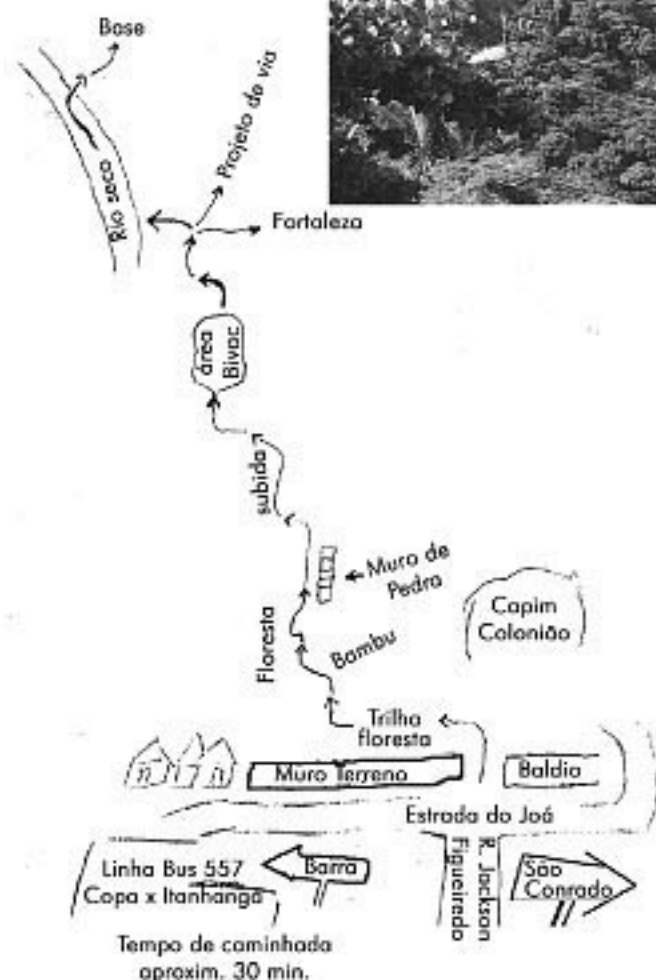 Base
Projeto de via
Rio seco
Fortaleza
área
Bivac
subida
Muro de
Pedra
Capim
Colonião
Floresta
Bambu
Trilha
floresta
Muro Terreno
Baldio
Estrada do Joá
Linha Bus 557
Copa x Itanhangá
Barra
R. Jackson
Figueiredo
São
Conrado
Tempo de caminhada
aproxim. 30 min.